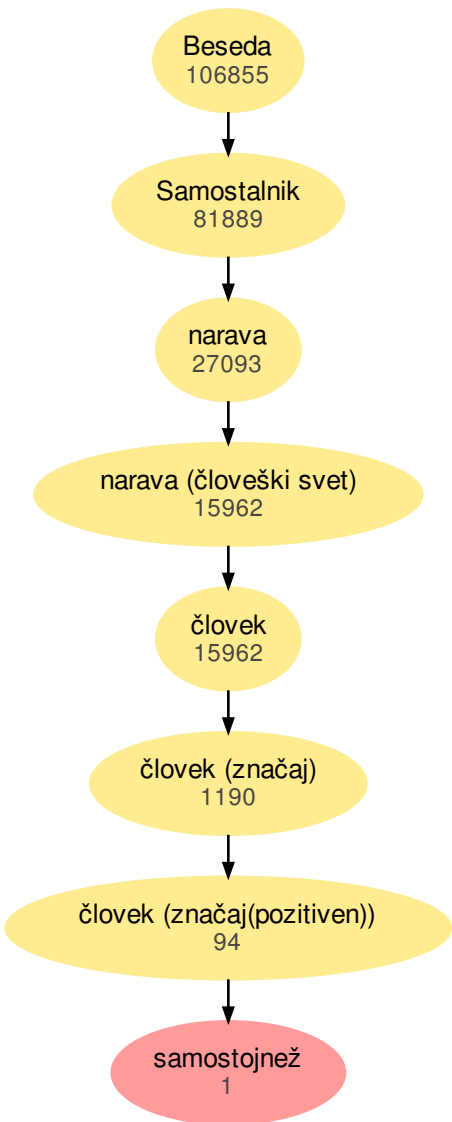 Beseda
106855
Samostalnik
81889
narava
27093
narava (človeški svet)
15962
človek
15962
človek (značaj)
1190
človek (značaj(pozitiven))
94
samostojnež
1